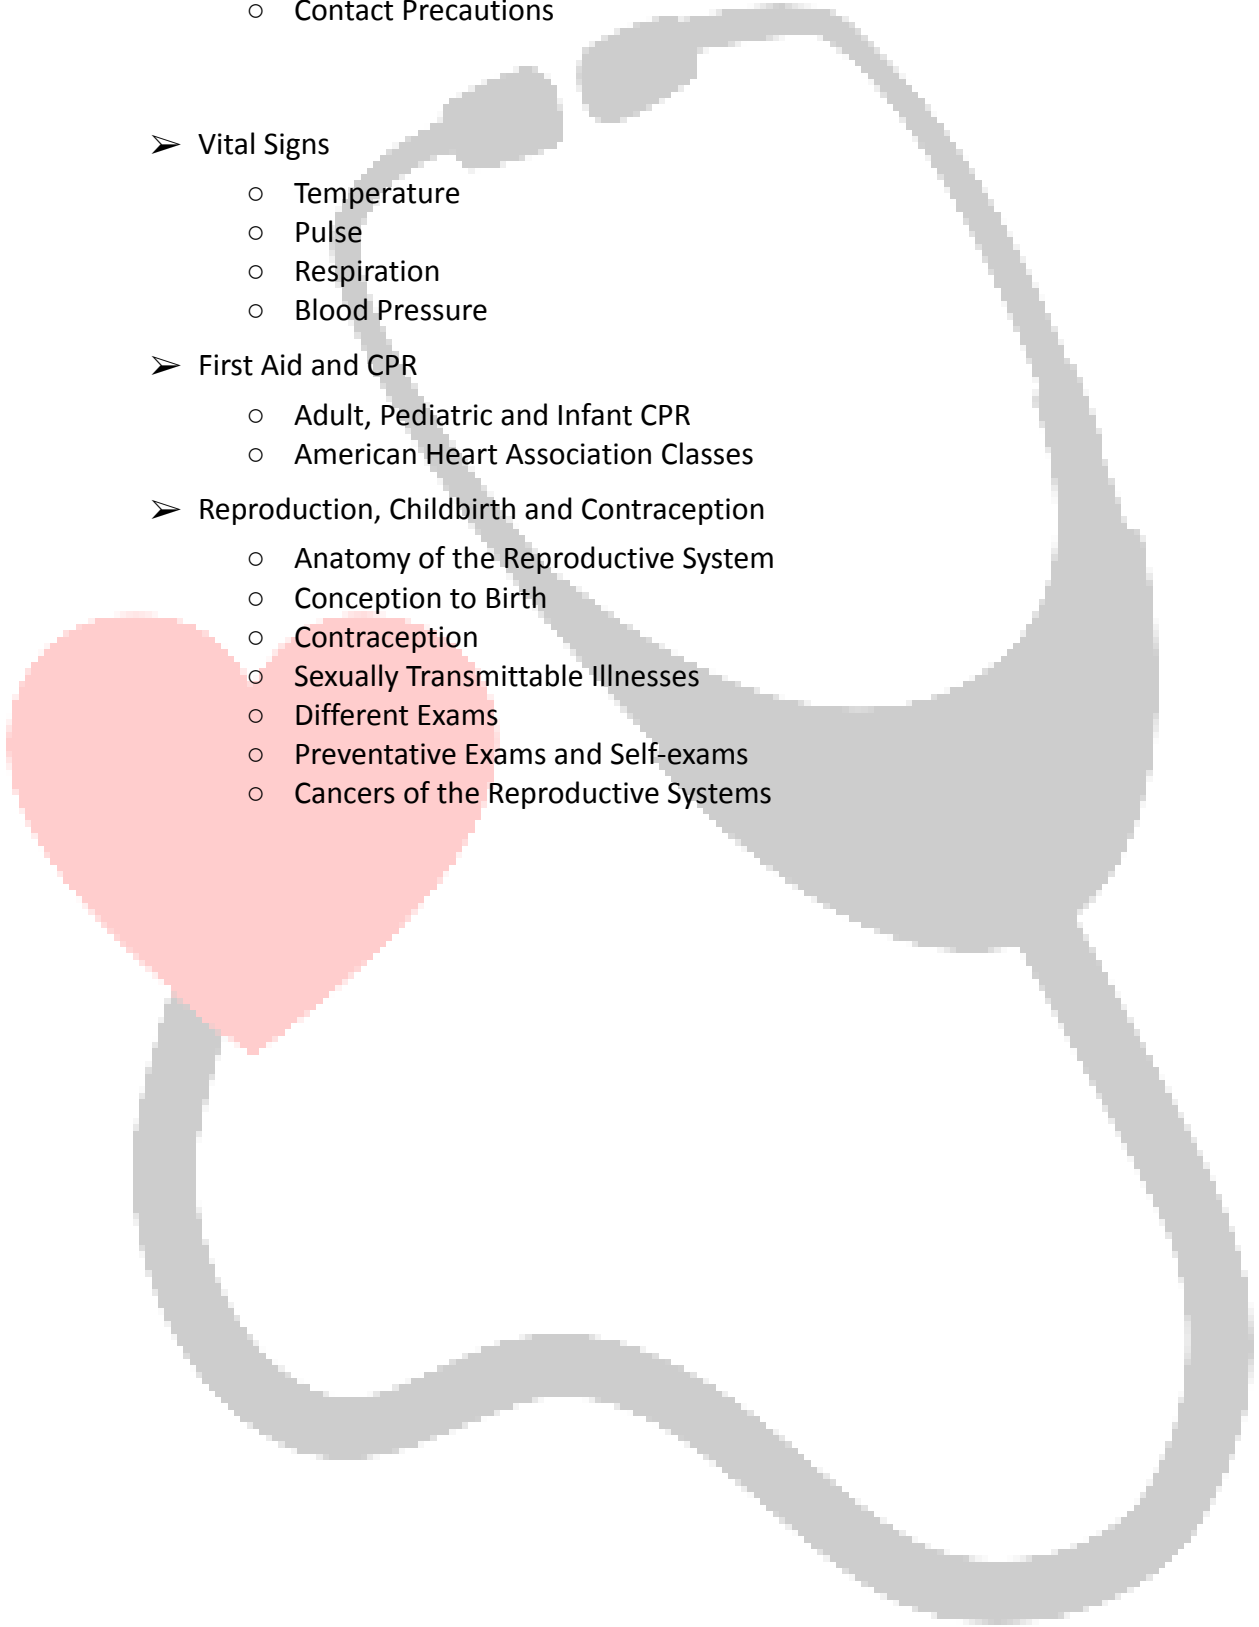 ○ Contact Precautions
➢ Vital Signs
○ Temperature
○ Pulse
○ Respiration
○ Blood Pressure
➢ First Aid and CPR
○ Adult, Pediatric and Infant CPR
○ American Heart Association Classes
➢ Reproduction, Childbirth and Contraception
○ Anatomy of the Reproductive System
○ Conception to Birth
○ Contraception
○ Sexually Transmittable Illnesses
○ Different Exams
○ Preventative Exams and Self-exams
○ Cancers of the Reproductive Systems